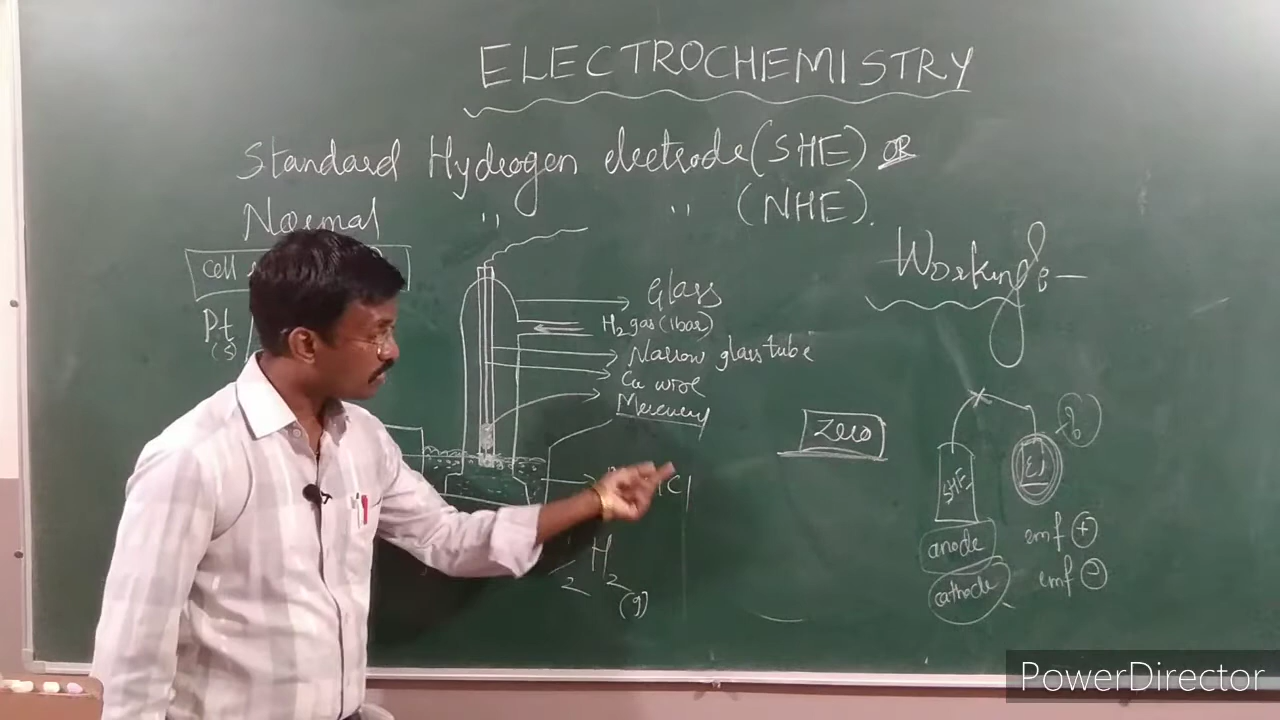 ELECTROCHEMISTRY
Standard Hydrogen electrode (SHE) OR
Normal " " (NHE).
Cell
Pt
(s)
Glass
H2 gas (1bar)
Narrow glass tube
Cu wire
Mercury
H2
2
(g)
Working:-
Zero
SHE
anode emf +
cathode emf -
PowerDirector